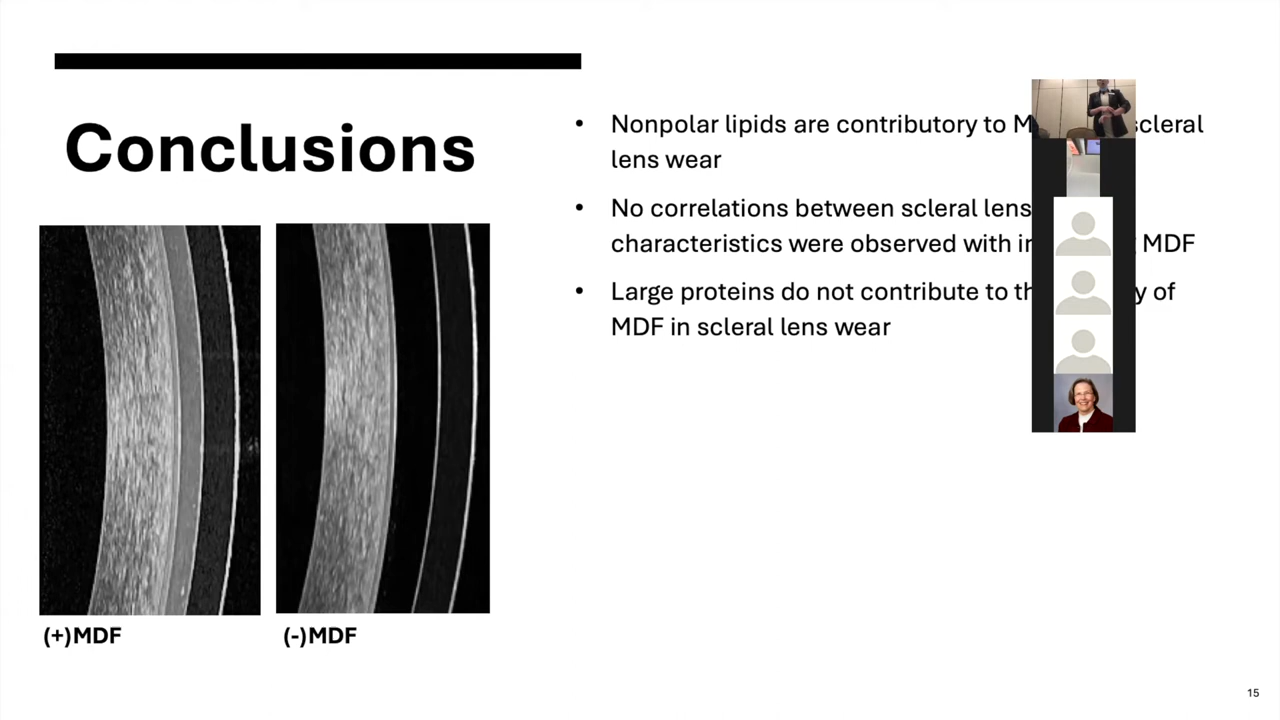 Conclusions
• Nonpolar lipids are contributory to scleral
lens wear
• No correlations between scleral lens
characteristics were observed with MDF
• Large proteins do not contribute to of
MDF in scleral lens wear
(+)MDF
(-)MDF
15